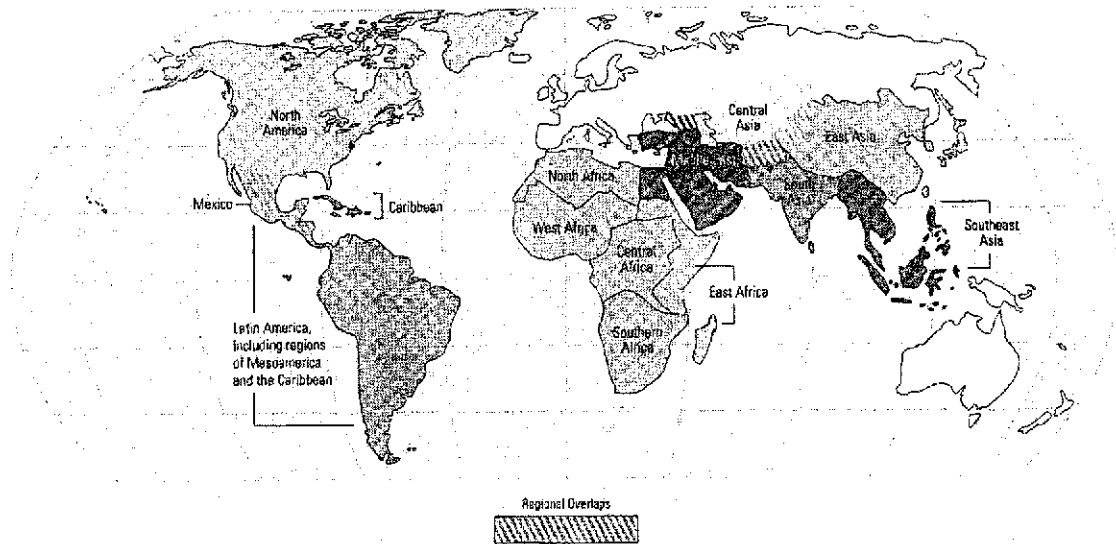 North
America
Central
Asia
East Asia
North Africa
South
Mexico
Caribbean
West Africa
Southeast
Asia
Central
Africa
East Africa
Latin America,
including regions
of Mesoamerica
and the Caribbean
Southern
Africa
Regional Overlaps